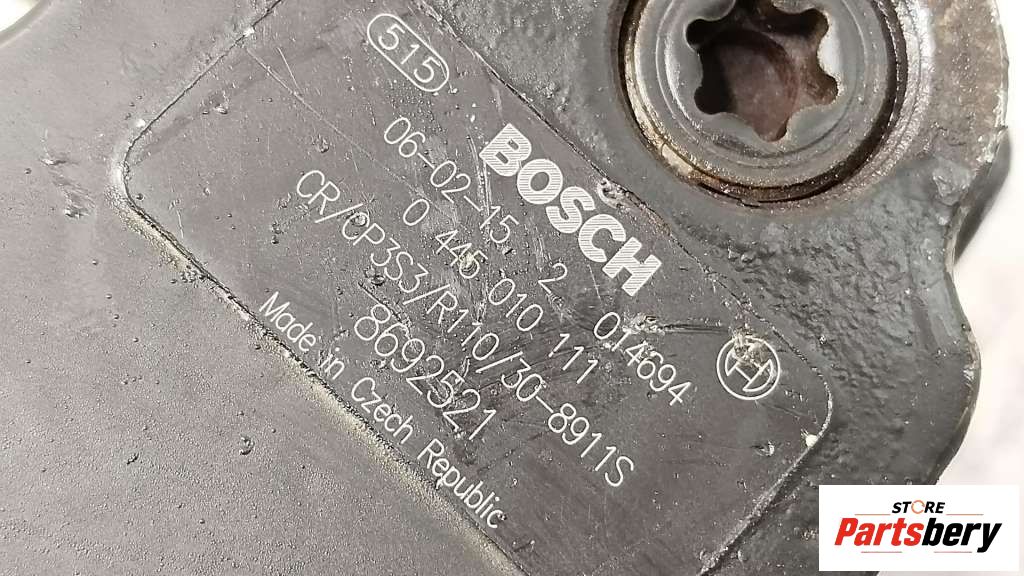 515
BOSCH
06-02-15 2 014694
0 445 010 111
CR/CP3S3/R110/30-8911S
8692521
Made in Czech Republic
STORE
Partsbery